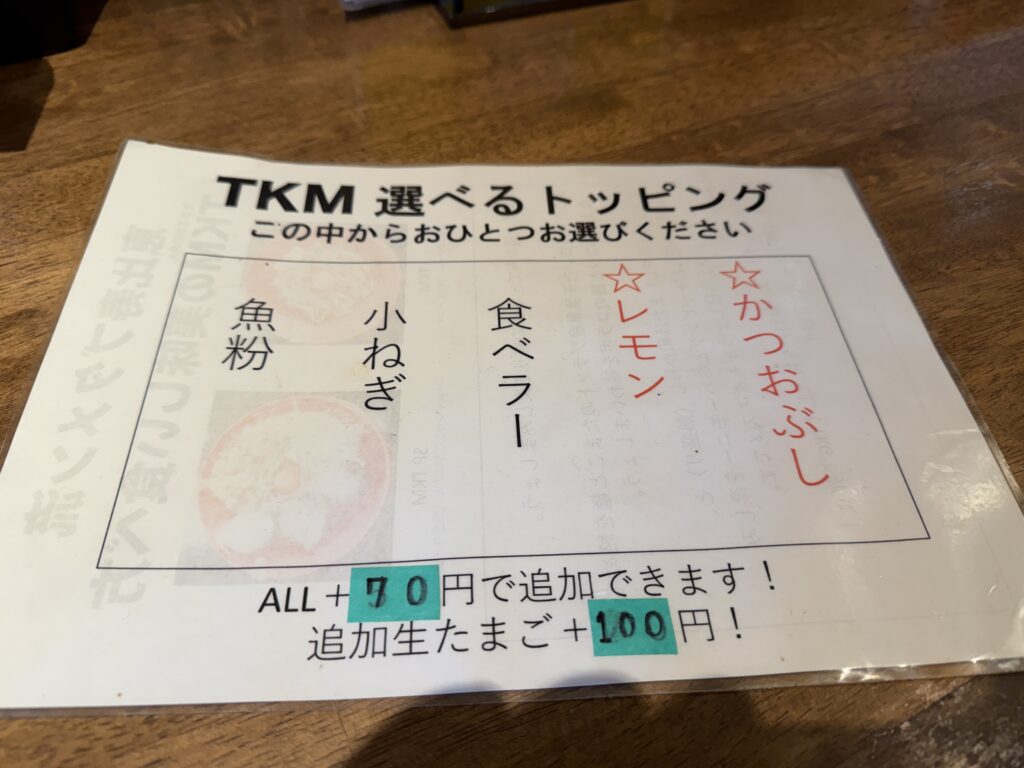 TKM 選べるトッピング
この中からおひとつお選びください
☆かつおぶし
☆レモン
食べラー
小ねぎ
魚粉
ALL＋70円で追加できます！
追加生たまご＋100円！